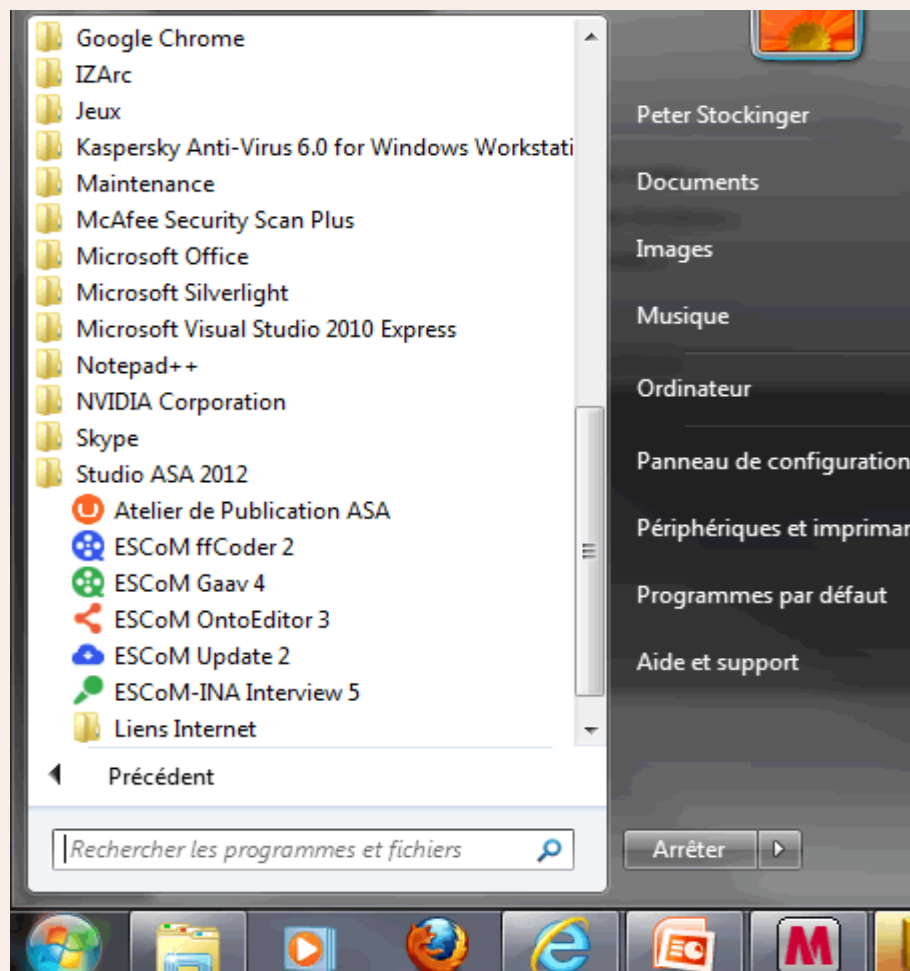 Google Chrome
IZArc
Jeux
Kaspersky Anti-Virus 6.0 for Windows Workstati
Maintenance
McAfee Security Scan Plus
Microsoft Office
Microsoft Silverlight
Microsoft Visual Studio 2010 Express
Notepad++
NVIDIA Corporation
Skype
Studio ASA 2012
Atelier de Publication ASA
ESCoM ffCoder 2
ESCoM Gaav 4
ESCoM OntoEditor 3
ESCoM Update 2
ESCoM-INA Interview 5
Liens Internet
Précédent
Rechercher les programmes et fichiers
Peter Stockinger
Documents
Images
Musique
Ordinateur
Panneau de configuration
Périphériques et imprimar
Programmes par défaut
Aide et support
Arrêter